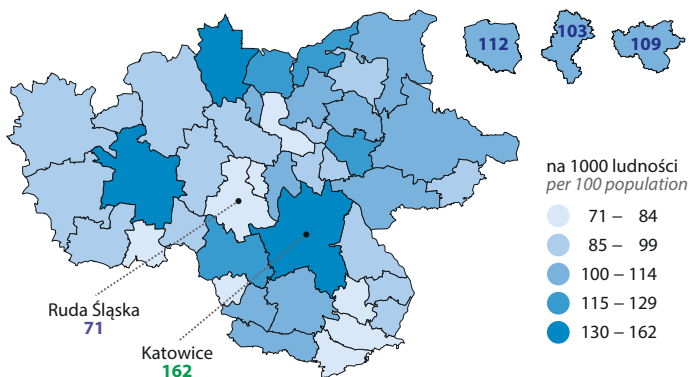 112
103
109
na 1000 ludności
per 100 population
71 – 84
85 – 99
100 – 114
115 – 129
130 – 162
Ruda Śląska
71
Katowice
162